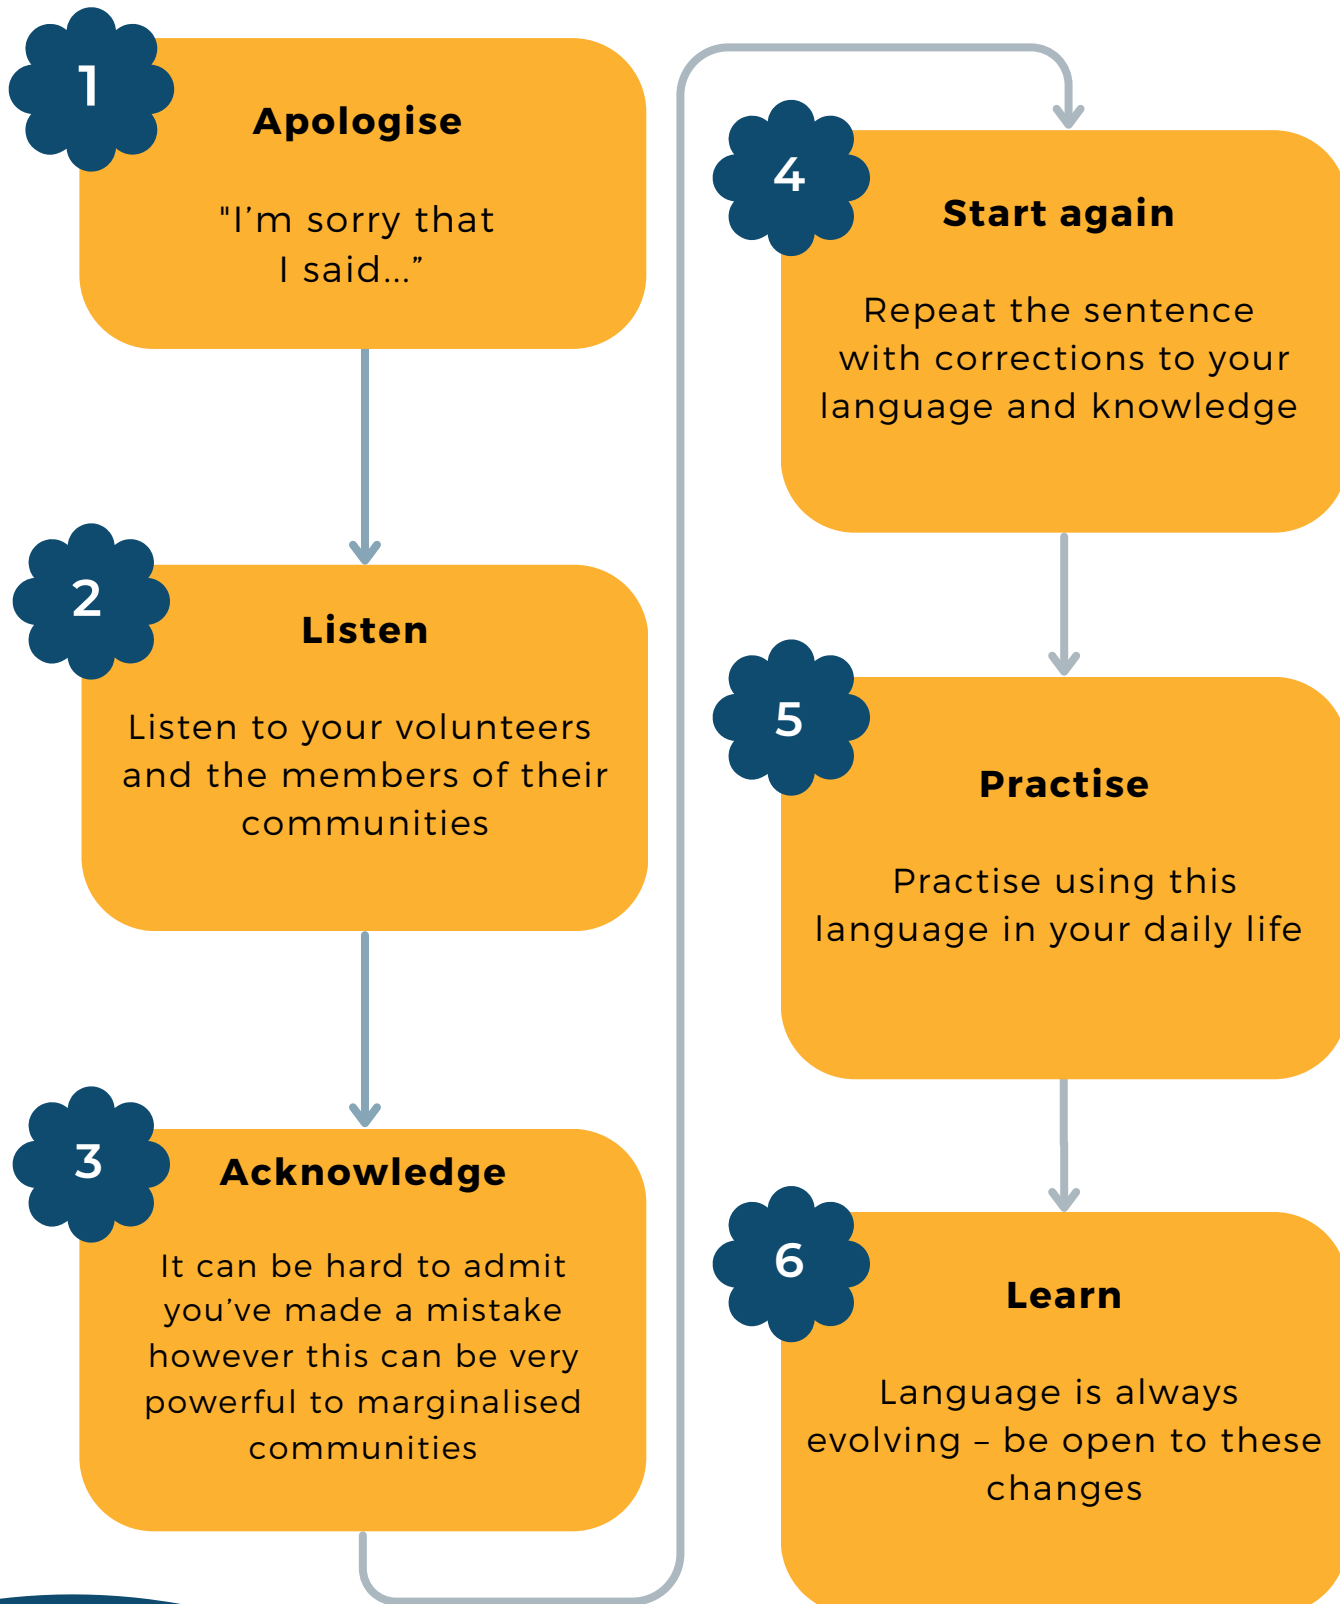 1
Apologise
"I’m sorry that
I said...”
2
Listen
Listen to your volunteers
and the members of their
communities
3
Acknowledge
It can be hard to admit
you’ve made a mistake
however this can be very
powerful to marginalised
communities
4
Start again
Repeat the sentence
with corrections to your
language and knowledge
5
Practise
Practise using this
language in your daily life
6
Learn
Language is always
evolving – be open to these
changes